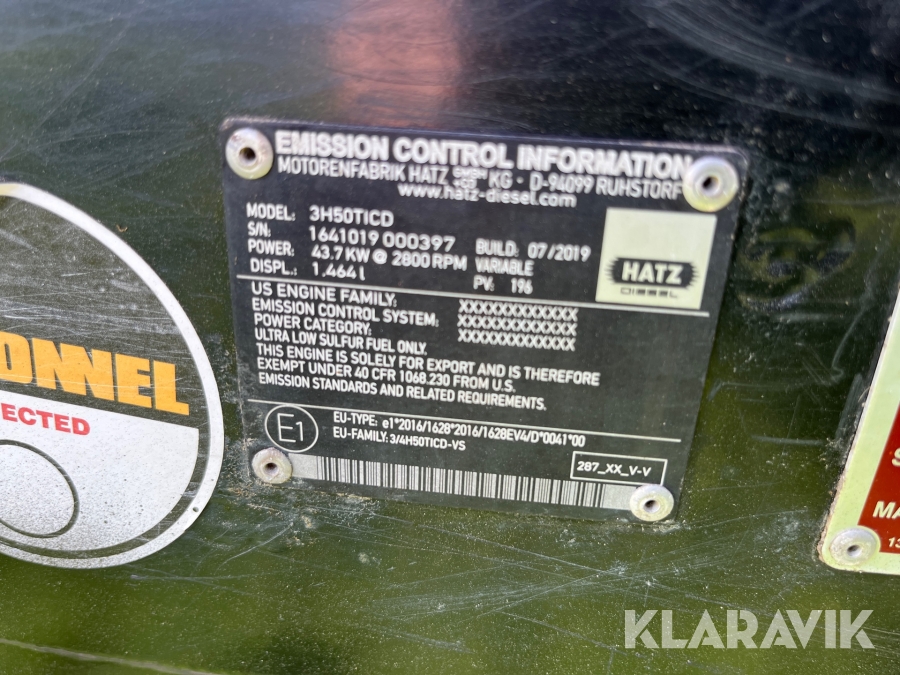 EMISSION CONTROL INFORMATION
MOTORENFABRIK HATZ GMBH +CO KG - D-94099 RUHSTORF
www.hatz-diesel.com
MODEL: 3H50TICD
S/N: 1641019 000397 BUILD: 07/2019
POWER: 43.7 KW @ 2800 RPM VARIABLE
DISPL.: 1.464 l PV: 196
HATZ
DIESEL
US ENGINE FAMILY: XXXXXXXXXXXX
EMISSION CONTROL SYSTEM: XXXXXXXXXXXX
POWER CATEGORY: XXXXXXXXXXXX
ULTRA LOW SULFUR FUEL ONLY.
THIS ENGINE IS SOLELY FOR EXPORT AND IS THEREFORE
EXEMPT UNDER 40 CFR 1068.230 FROM U.S.
EMISSION STANDARDS AND RELATED REQUIREMENTS.
E1
EU-TYPE: e1*2016/1628*2016/1628EV4/D*0041*00
EU-FAMILY: 3/4H50TICD-VS
287_XX_V-V
ONNEL
ECTED
S
MA
13
KLARAVIK